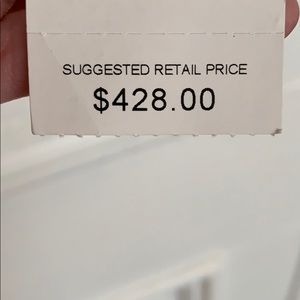 SUGGESTED RETAIL PRICE
$428.00